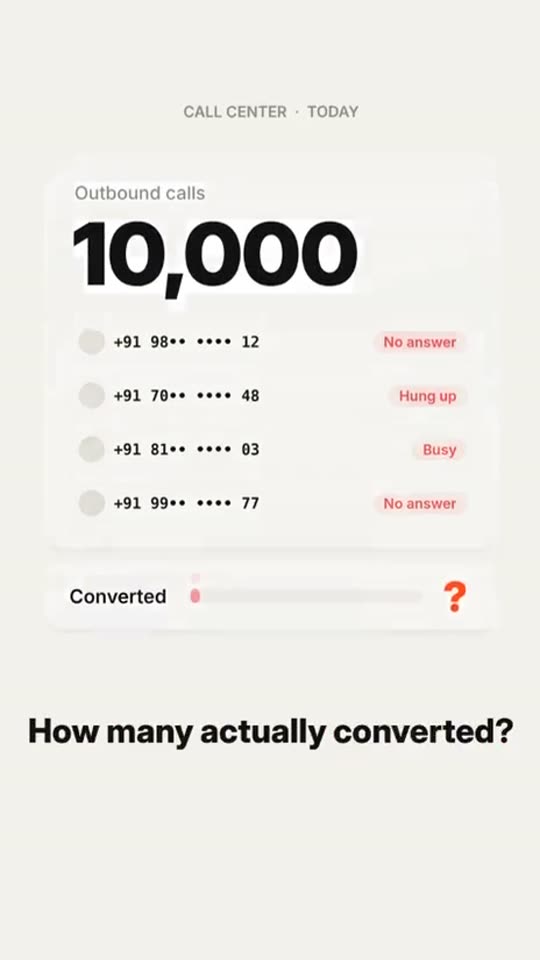 CALL CENTER · TODAY
Outbound calls
10,000
+91 98•• •••• 12 No answer
+91 70•• •••• 48 Hung up
+91 81•• •••• 03 Busy
+91 99•• •••• 77 No answer
Converted ?
How many actually converted?